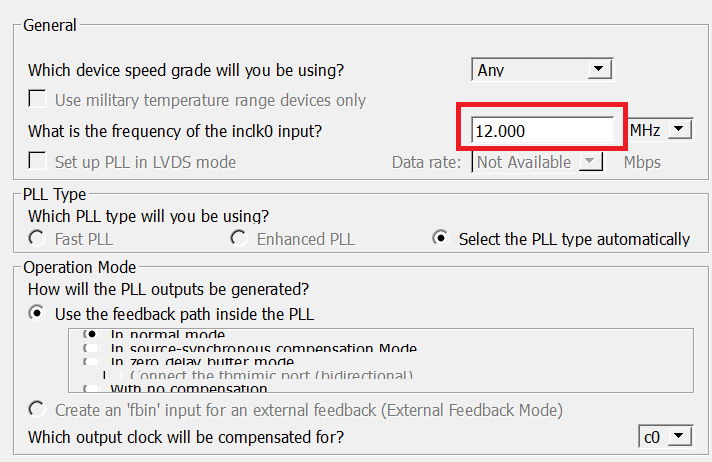 General
Which device speed grade will you be using? Any
Use military temperature range devices only
What is the frequency of the inclk0 input? 12.000 MHz
Set up PLL in LVDS mode Data rate: Not Available Mbps
PLL Type
Which PLL type will you be using?
Fast PLL Enhanced PLL Select the PLL type automatically
Operation Mode
How will the PLL outputs be generated?
Use the feedback path inside the PLL
In normal mode
In source-synchronous compensation Mode
In zero delay buffer mode
Connect the fbmimic port (bidirectional)
With no compensation
Create an 'fbin' input for an external feedback (External Feedback Mode)
Which output clock will be compensated for? c0